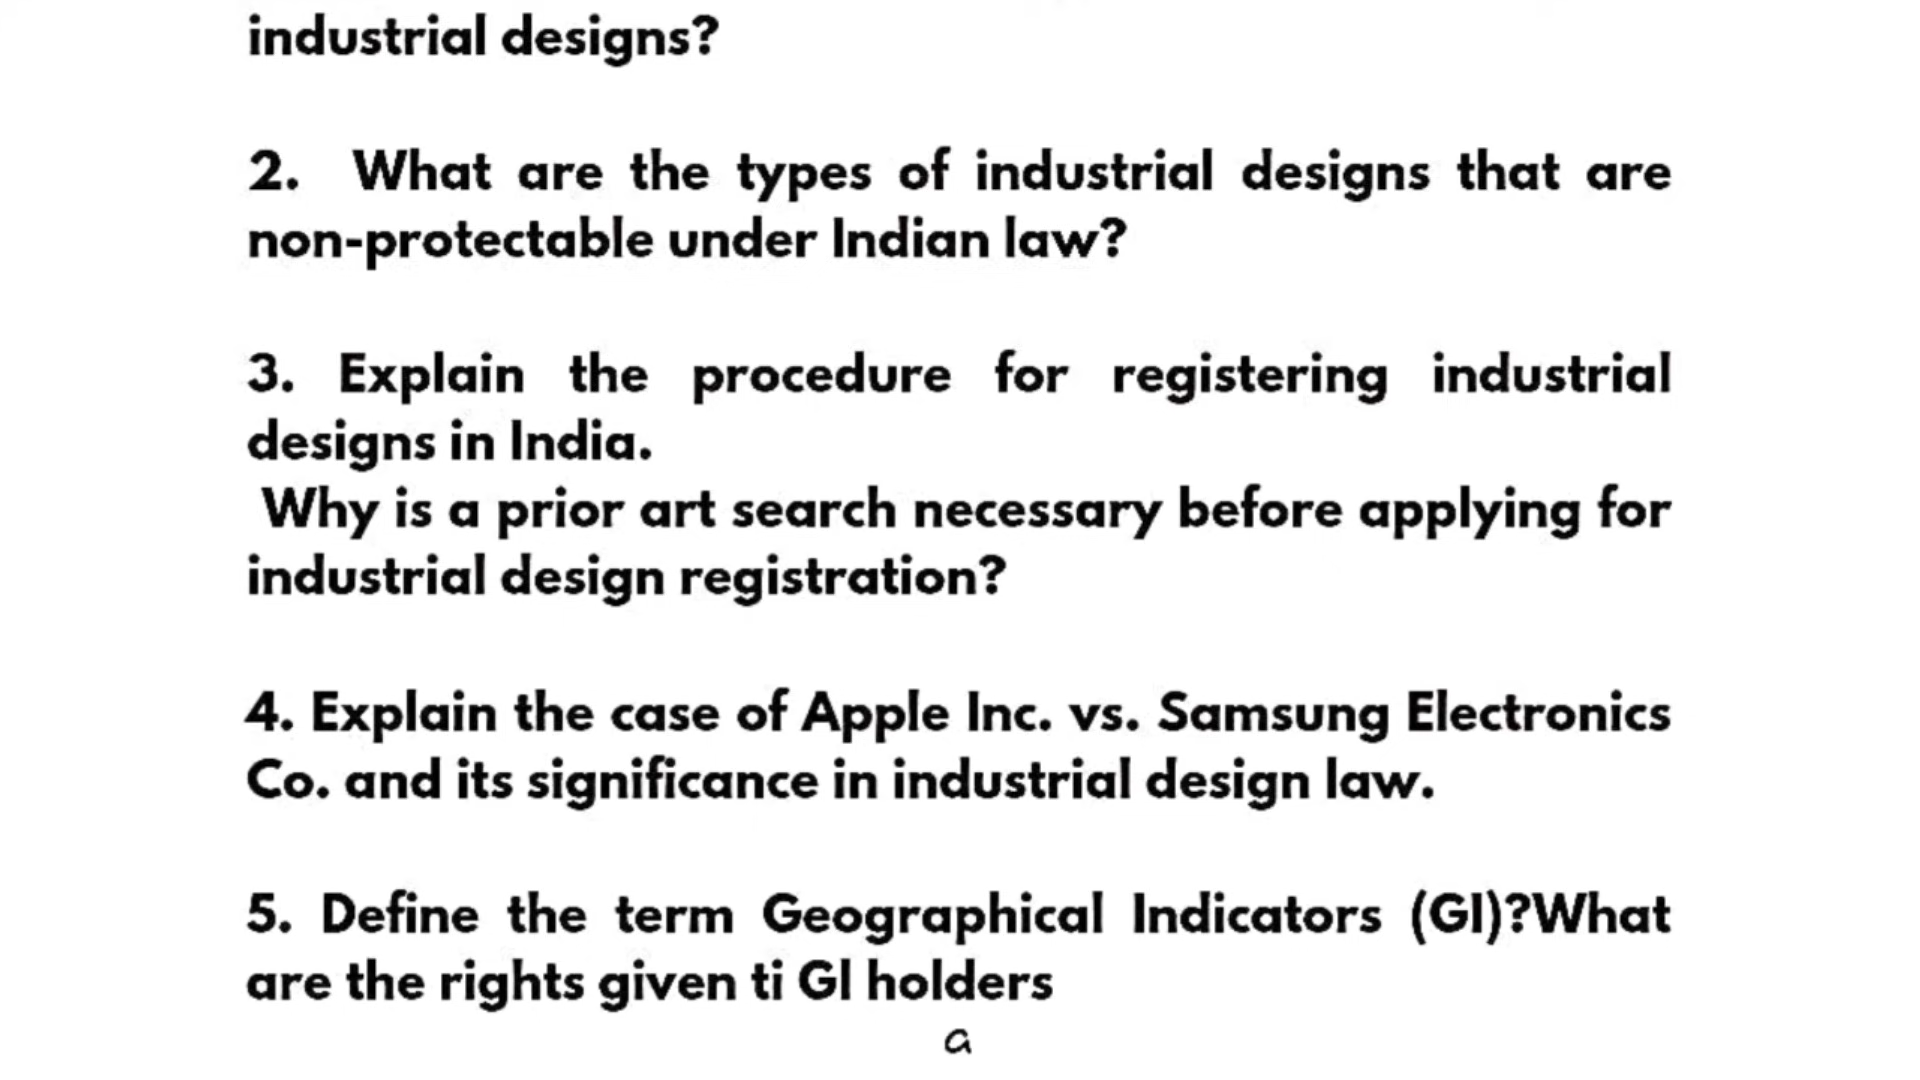 industrial designs?
2. What are the types of industrial designs that are
non-protectable under Indian law?
3. Explain the procedure for registering industrial
designs in India.
Why is a prior art search necessary before applying for
industrial design registration?
4. Explain the case of Apple Inc. vs. Samsung Electronics
Co. and its significance in industrial design law.
5. Define the term Geographical Indicators (GI)?What
are the rights given ti GI holders
a